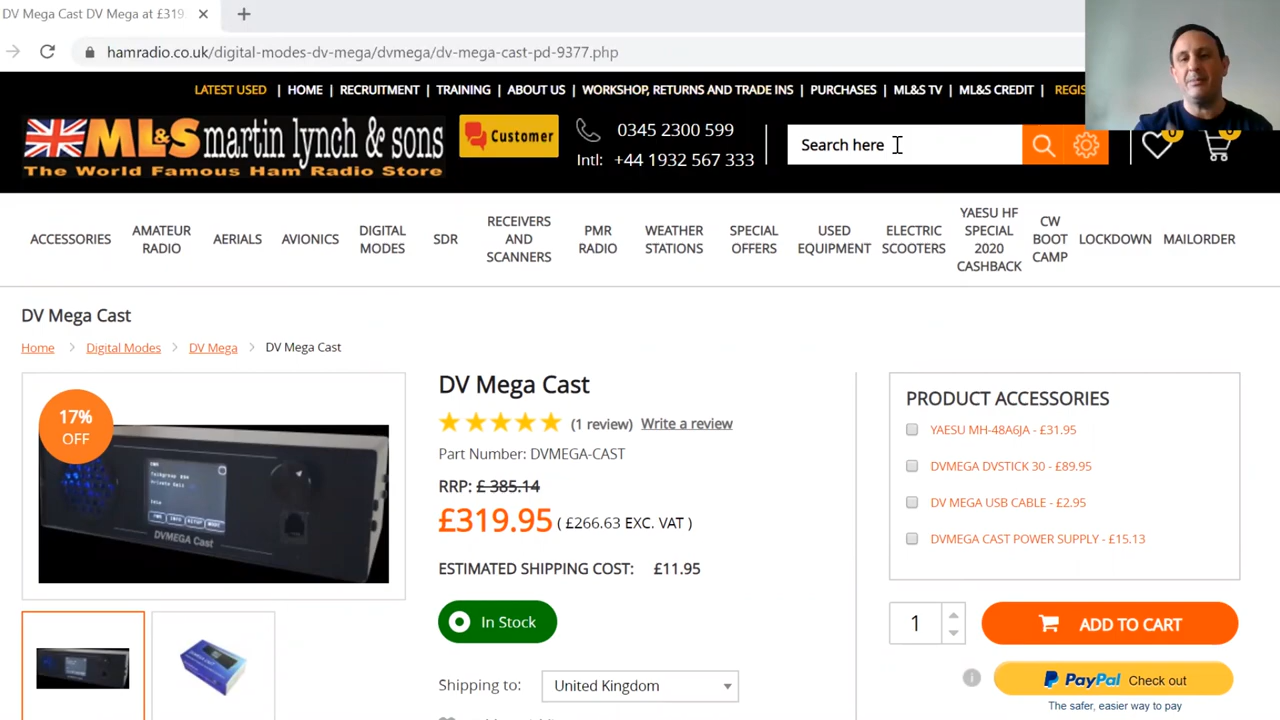 DV Mega Cast DV Mega at £319
hamradio.co.uk/digital-modes-dv-mega/dvmega/dv-mega-cast-pd-9377.php
LATEST USED | HOME | RECRUITMENT | TRAINING | ABOUT US | WORKSHOP, RETURNS AND TRADE INS | PURCHASES | ML&S TV | ML&S CREDIT | REGIS
ML&S martin lynch & sons
The World Famous Ham Radio Store
Customer
0345 2300 599
Intl: +44 1932 567 333
Search here
0
0
ACCESSORIES
AMATEUR RADIO
AERIALS
AVIONICS
DIGITAL MODES
SDR
RECEIVERS AND SCANNERS
PMR RADIO
WEATHER STATIONS
SPECIAL OFFERS
USED EQUIPMENT
ELECTRIC SCOOTERS
YAESU HF SPECIAL 2020 CASHBACK
CW BOOT CAMP
LOCKDOWN
MAILORDER
DV Mega Cast
Home > Digital Modes > DV Mega > DV Mega Cast
17% OFF
DVMEGA Cast
DV Mega Cast
(1 review) Write a review
Part Number: DVMEGA-CAST
RRP: £ 385.14
£319.95 ( £266.63 EXC. VAT )
ESTIMATED SHIPPING COST: £11.95
In Stock
Shipping to: United Kingdom
PRODUCT ACCESSORIES
YAESU MH-48A6JA - £31.95
DVMEGA DVSTICK 30 - £89.95
DV MEGA USB CABLE - £2.95
DVMEGA CAST POWER SUPPLY - £15.13
1
ADD TO CART
PayPal Check out
The safer, easier way to pay